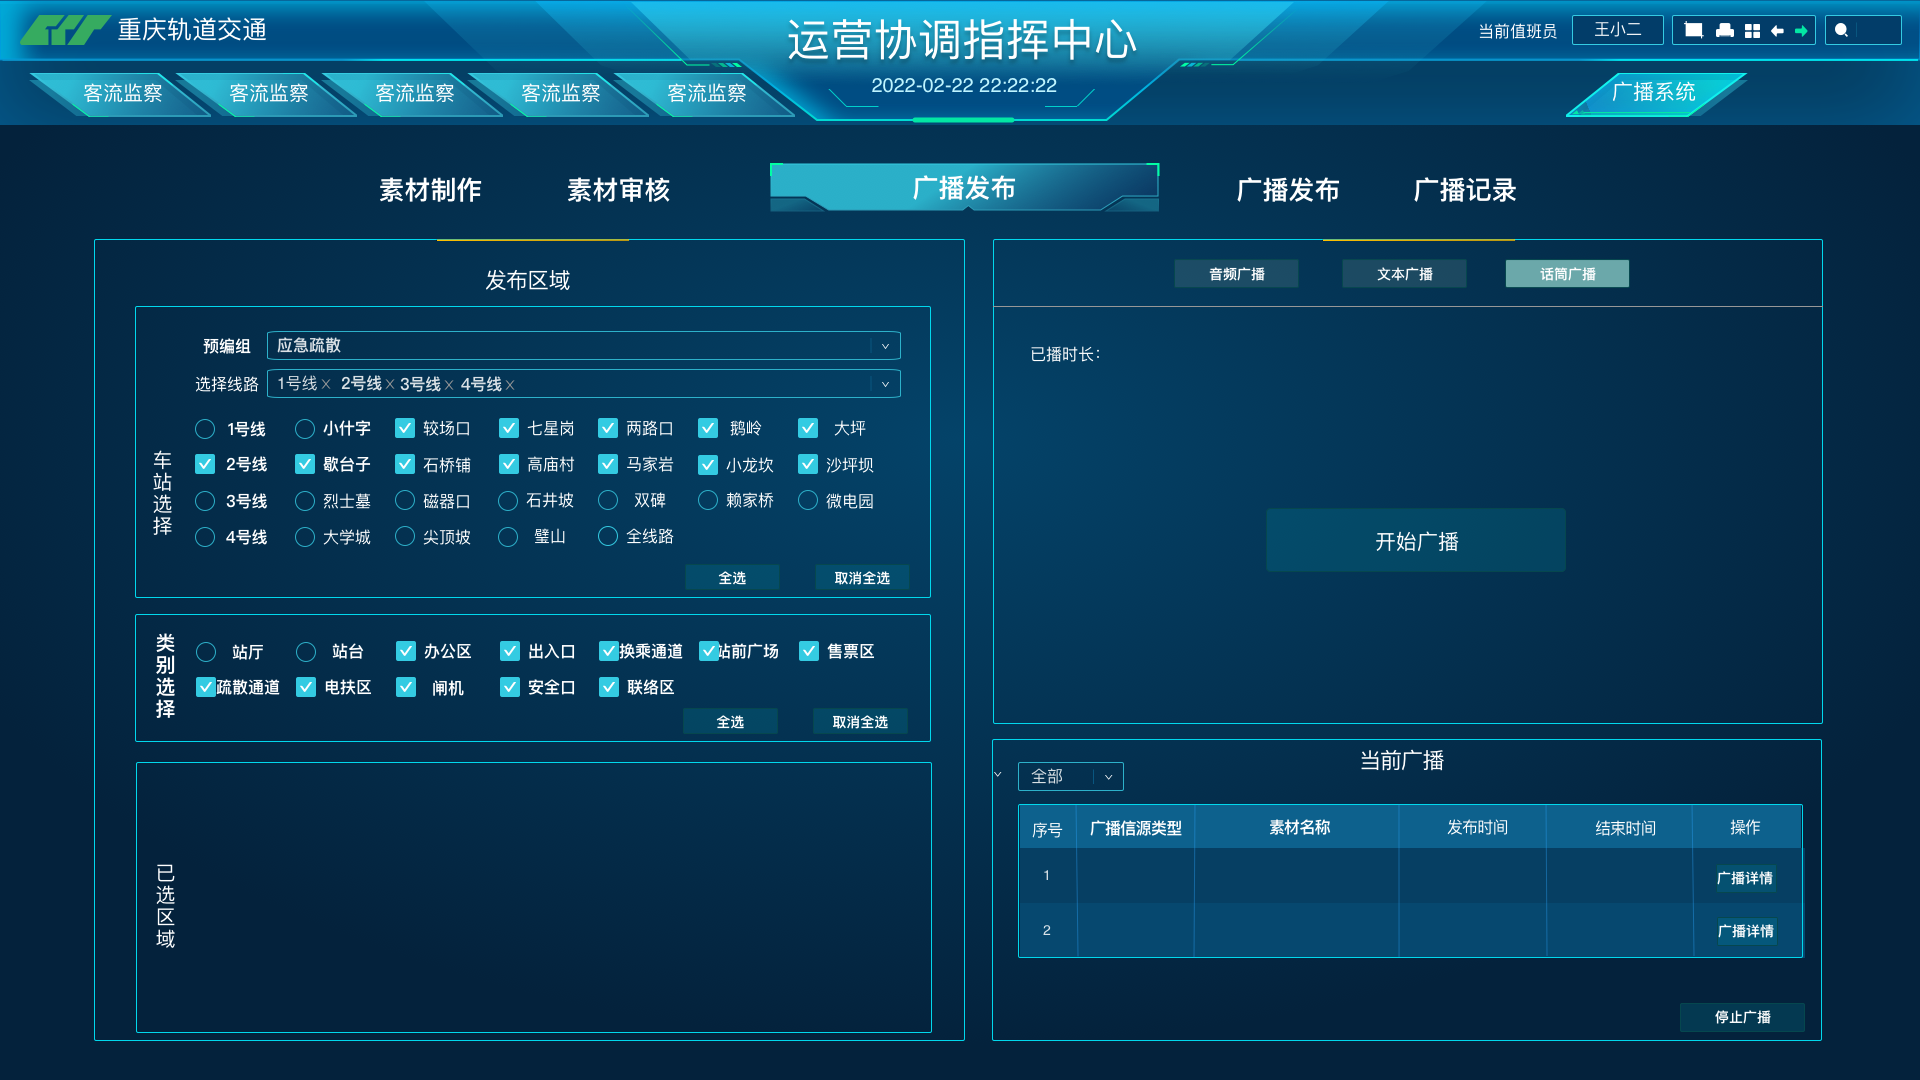 重庆轨道交通
运营协调指挥中心
当前值班员 王小二
客流监察 客流监察 客流监察 客流监察 客流监察
2022-02-22 22:22:22
广播系统
素材制作 素材审核 广播发布 广播发布 广播记录
发布区域
预编组 应急疏散
选择线路 1号线× 2号线× 3号线× 4号线×
车站选择
1号线 小什字 较场口 七星岗 两路口 鹅岭 大坪
2号线 歇台子 石桥铺 高庙村 马家岩 小龙坎 沙坪坝
3号线 烈士墓 磁器口 石井坡 双碑 赖家桥 微电园
4号线 大学城 尖顶坡 璧山 全线路
全选 取消全选
类别选择
站厅 站台 办公区 出入口 换乘通道 站前广场 售票区
疏散通道 电扶区 闸机 安全口 联络区
全选 取消全选
已选区域
音频广播 文本广播 话筒广播
已播时长：
开始广播
当前广播
全部
序号 广播信源类型 素材名称 发布时间 结束时间 操作
1 广播详情
2 广播详情
停止广播